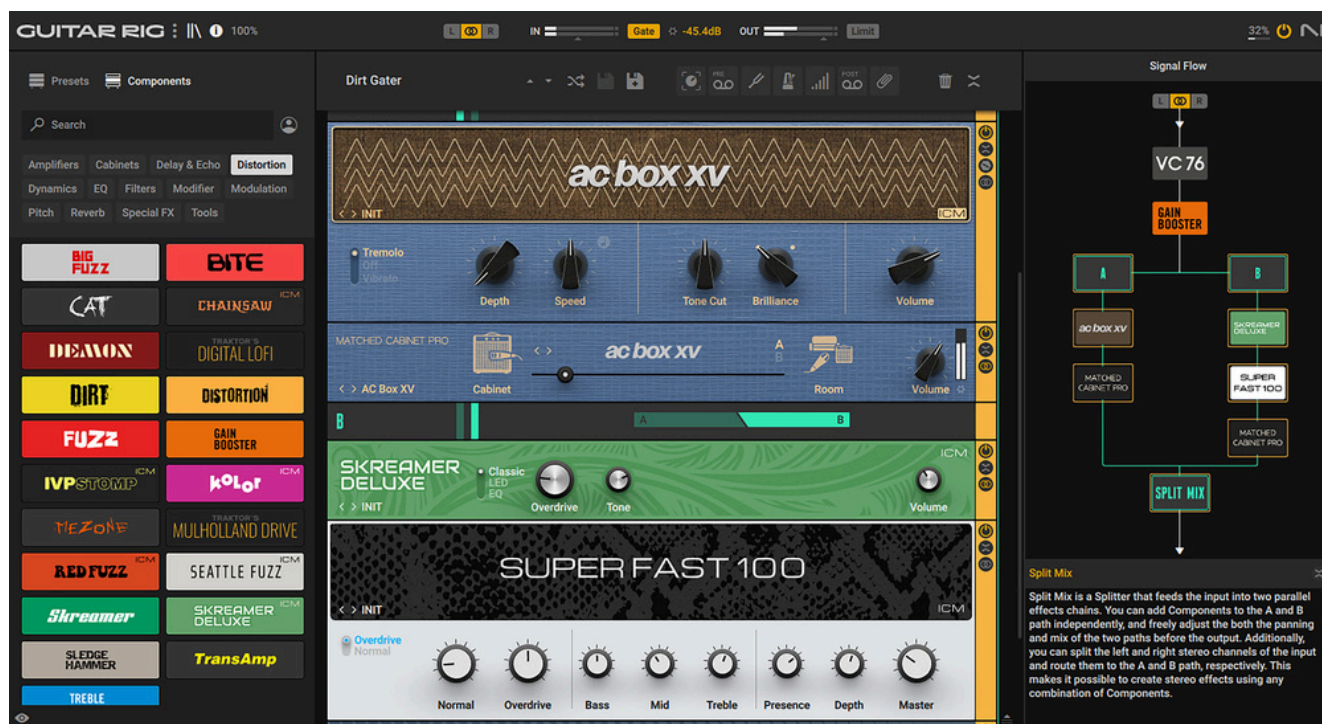 GUITAR RIG
100%
L R
IN
Gate
-45.4dB
OUT
Limit
32%
Presets
Components
Search
Amplifiers Cabinets Delay & Echo Distortion
Dynamics EQ Filters Modifier Modulation
Pitch Reverb Special FX Tools
BIG FUZZ
BITE
CAT
CHAINSAW ICM
DEMON
TRAKTOR'S DIGITAL LOFI
DIRT
DISTORTION
FUZZ
GAIN BOOSTER
IVPSTOMP ICM
KOLOR ICM
MEZONE
TRAKTOR'S MULHOLLAND DRIVE
RED FUZZ ICM
SEATTLE FUZZ ICM
Skreamer
SKREAMER DELUXE ICM
SLEDGE HAMMER
TransAmp
TREBLE
Dirt Gater
PRE
POST
ac box xv
< > INIT
ICM
Tremolo
Off
Vibrato
Depth Speed Tone Cut Brilliance Volume
MATCHED CABINET PRO
ac box xv
A
B
< > AC Box XV
Cabinet
Room
Volume
B
A B
SKREAMER DELUXE
ICM
Classic
LED
EQ
< > INIT
Overdrive Tone Volume
SUPER FAST 100
< > INIT
ICM
Overdrive
Normal
Normal Overdrive Bass Mid Treble Presence Depth Master
Signal Flow
L R
VC 76
GAIN BOOSTER
A
B
ac box xv
SKREAMER DELUXE
MATCHED CABINET PRO
SUPER FAST 100
MATCHED CABINET PRO
SPLIT MIX
Split Mix
Split Mix is a Splitter that feeds the input into two parallel
effects chains. You can add Components to the A and B
path independently, and freely adjust the both the panning
and mix of the two paths before the output. Additionally,
you can split the left and right stereo channels of the input
and route them to the A and B path, respectively. This
makes it possible to create stereo effects using any
combination of Components.